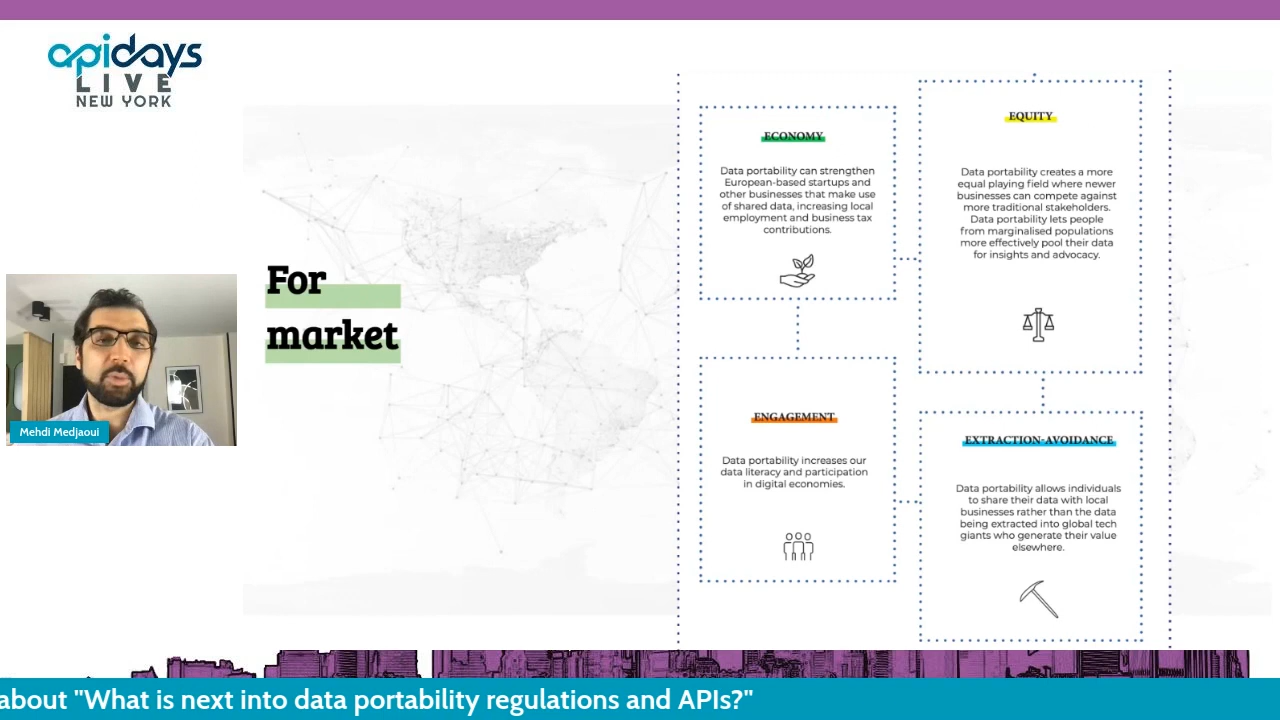 apidays
LIVE
NEW YORK
For
market
Mehdi Medjaoui
ECONOMY
Data portability can strengthen
European-based startups and
other businesses that make use
of shared data, increasing local
employment and business tax
contributions.
EQUITY
Data portability creates a more
equal playing field where newer
businesses can compete against
more traditional stakeholders.
Data portability lets people
from marginalised populations
more effectively pool their data
for insights and advocacy.
ENGAGEMENT
Data portability increases our
data literacy and participation
in digital economies.
EXTRACTION-AVOIDANCE
Data portability allows individuals
to share their data with local
businesses rather than the data
being extracted into global tech
giants who generate their value
elsewhere.
about "What is next into data portability regulations and APIs?"